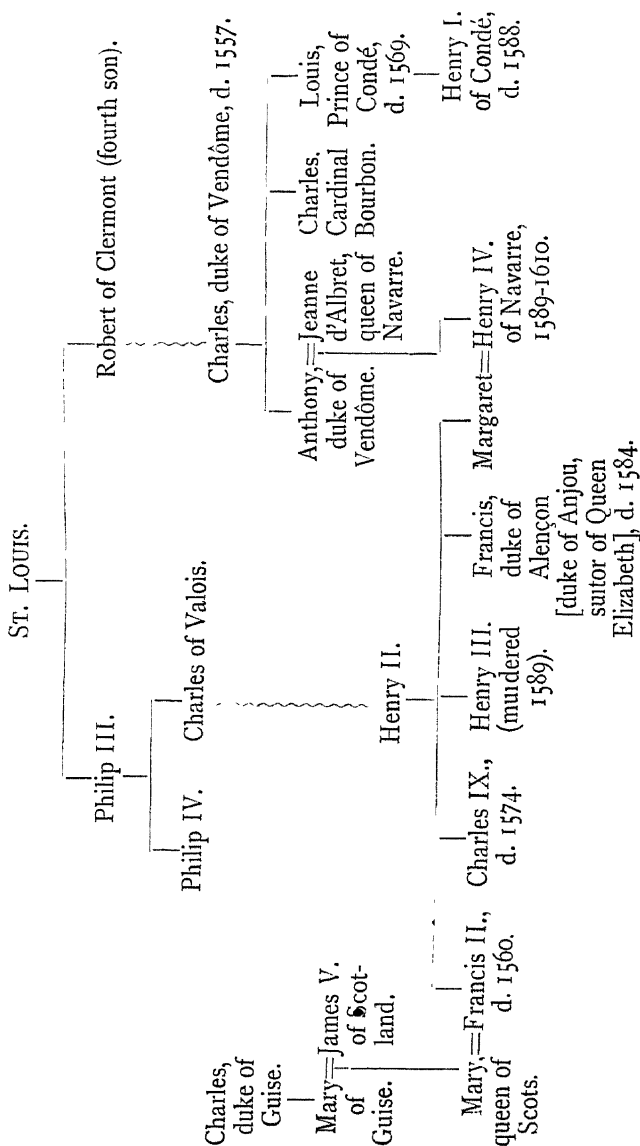 ST. LOUIS.
Philip III.
Robert of Clermont (fourth son).
Philip IV.
Charles of Valois.
Charles, duke of Vendôme, d. 1557.
Charles,
duke of
Guise.
Mary=James V.
of
Guise.
of Scot-
land.
Henry II.
Anthony,=Jeanne
duke of
Vendôme.
d'Albret,
queen of
Navarre.
Charles.
Cardinal
Bourbon.
Louis,
Prince of
Condé,
d. 1569.
Mary,=Francis II.,
queen of
Scots.
d. 1560.
Charles IX.,
d. 1574.
Henry III.
(murdered
1589).
Francis,
duke of
Alençon
[duke of Anjou,
suitor of Queen
Elizabeth], d. 1584.
Margaret=Henry IV.
of Navarre,
1589-1610.
Henry I.
of Condé,
d. 1588.